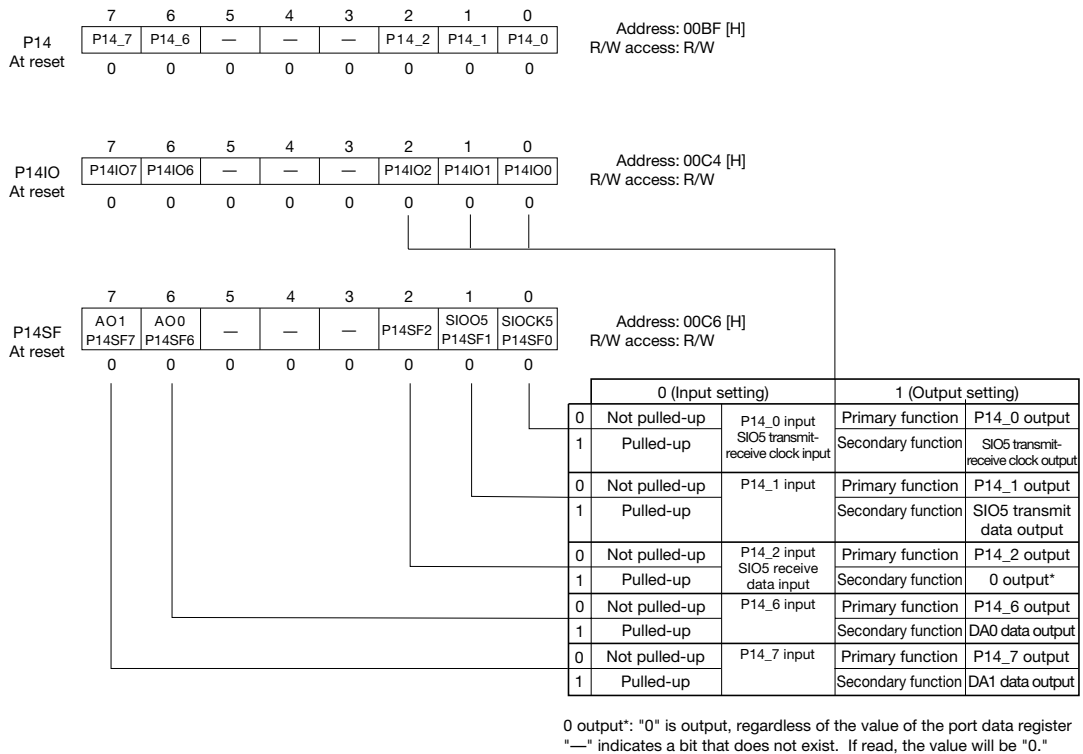 7 6 5 4 3 2 1 0
P14 P14_7 P14_6 — — — P14_2 P14_1 P14_0
At reset 0 0 0 0 0 0 0 0
Address: 00BF [H]
R/W access: R/W
7 6 5 4 3 2 1 0
P14IO P14IO7 P14IO6 — — — P14IO2 P14IO1 P14IO0
At reset 0 0 0 0 0 0 0 0
Address: 00C4 [H]
R/W access: R/W
7 6 5 4 3 2 1 0
AO1 AO0 SIOO5 SIOCK5
P14SF P14SF7 P14SF6 — — — P14SF2 P14SF1 P14SF0
At reset 0 0 0 0 0 0 0 0
Address: 00C6 [H]
R/W access: R/W
0 (Input setting) 1 (Output setting)
0 Not pulled-up P14_0 input Primary function P14_0 output
SIO5 transmit-
receive clock input
1 Pulled-up Secondary function SIO5 transmit-
receive clock output
0 Not pulled-up P14_1 input Primary function P14_1 output
1 Pulled-up Secondary function SIO5 transmit
data output
0 Not pulled-up P14_2 input Primary function P14_2 output
SIO5 receive
data input
1 Pulled-up Secondary function 0 output*
0 Not pulled-up P14_6 input Primary function P14_6 output
1 Pulled-up Secondary function DA0 data output
0 Not pulled-up P14_7 input Primary function P14_7 output
1 Pulled-up Secondary function DA1 data output
0 output*: "0" is output, regardless of the value of the port data register
"—" indicates a bit that does not exist. If read, the value will be "0."